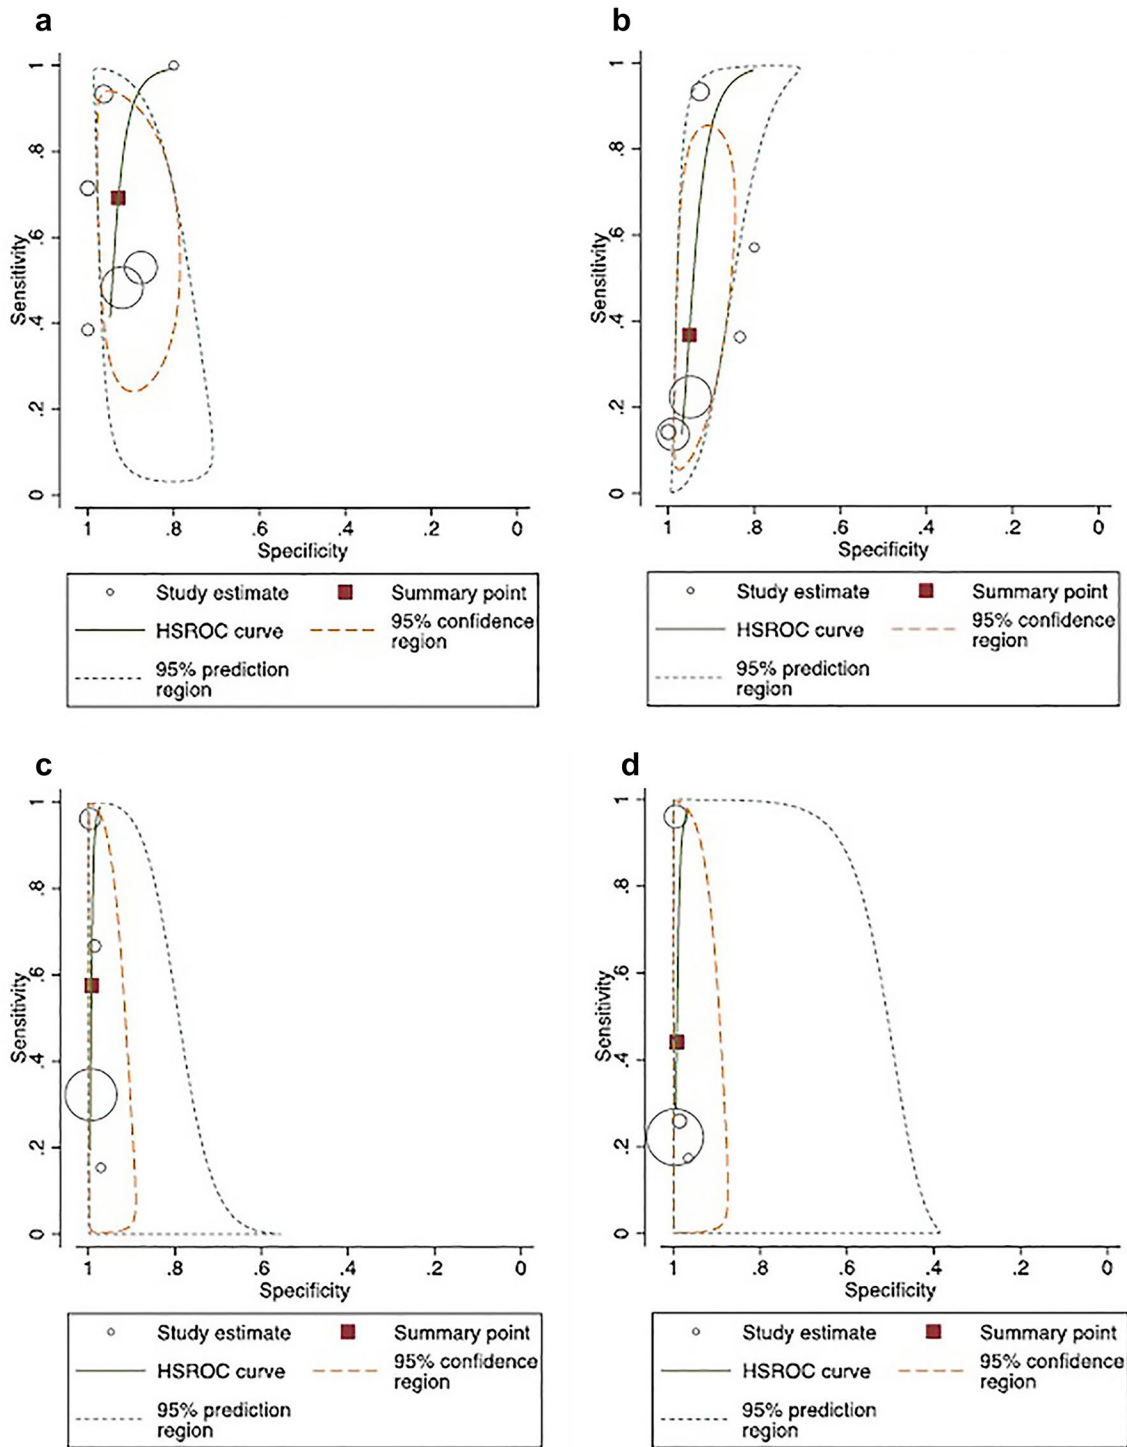 a
1
.8
.6
.4
.2
0
Sensitivity
1
.8
.6
.4
.2
0
Specificity
Study estimate
Summary point
HSROC curve
95% confidence
region
95% prediction
region
b
1
.8
.6
.4
.2
0
Sensitivity
1
.8
.6
.4
.2
0
Specificity
Study estimate
Summary point
HSROC curve
95% confidence
region
95% prediction
region
c
1
.8
.6
.4
.2
0
Sensitivity
1
.8
.6
.4
.2
0
Specificity
Study estimate
Summary point
HSROC curve
95% confidence
region
95% prediction
region
d
1
.8
.6
.4
.2
0
Sensitivity
1
.8
.6
.4
.2
0
Specificity
Study estimate
Summary point
HSROC curve
95% confidence
region
95% prediction
region